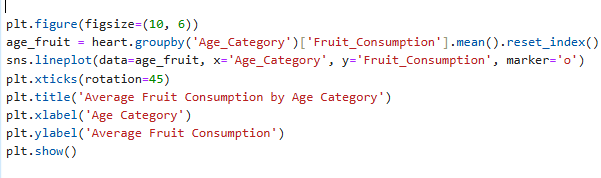 plt.figure(figsize=(10, 6))
age_fruit = heart.groupby('Age_Category')['Fruit_Consumption'].mean().reset_index()
sns.lineplot(data=age_fruit, x='Age_Category', y='Fruit_Consumption', marker='o')
plt.xticks(rotation=45)
plt.title('Average Fruit Consumption by Age Category')
plt.xlabel('Age Category')
plt.ylabel('Average Fruit Consumption')
plt.show()